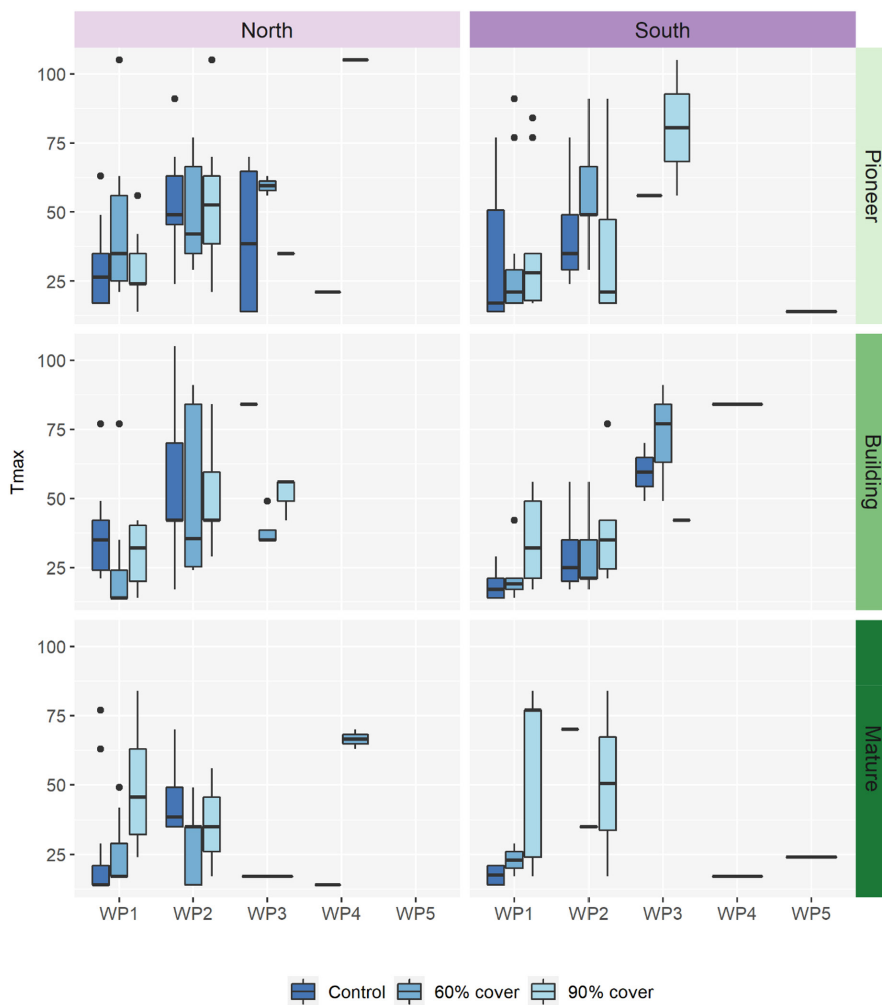 North South
100
75
50
25
Pioneer
100
75
50
25
Building
Tmax
100
75
50
25
Mature
WP1 WP2 WP3 WP4 WP5 WP1 WP2 WP3 WP4 WP5
Control 60% cover 90% cover